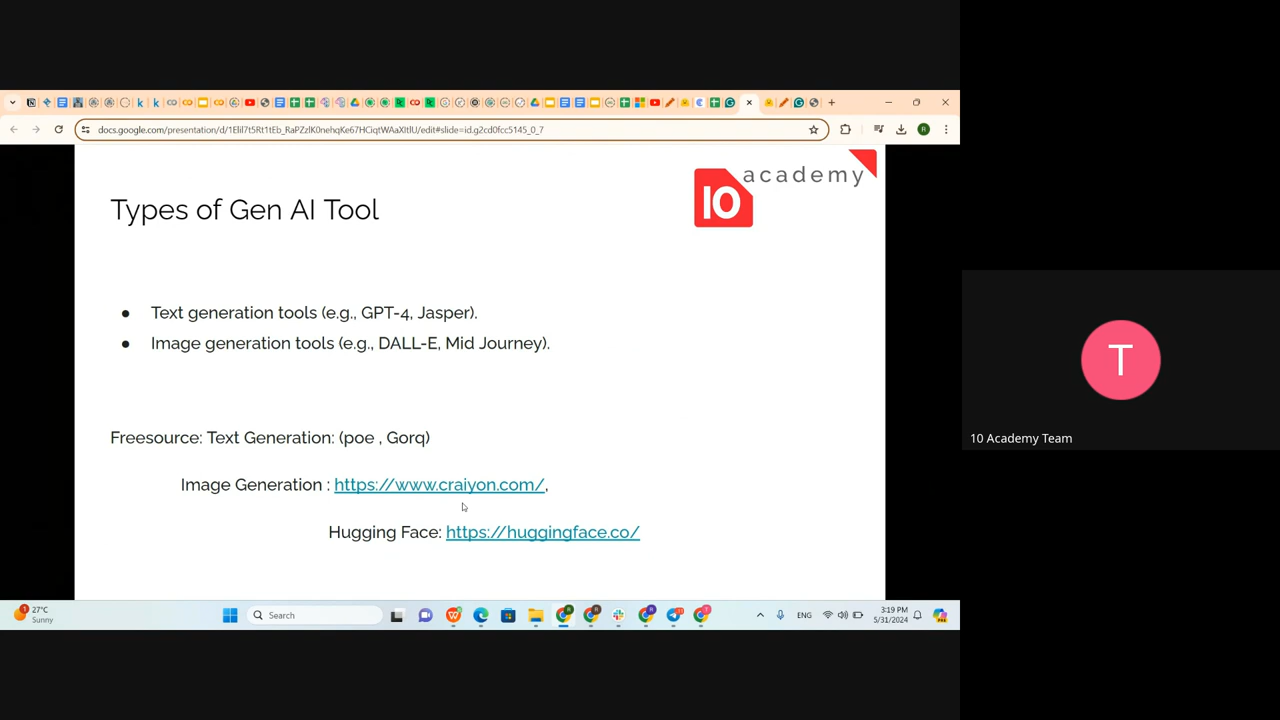 docs.google.com/presentation/d/1Elil7t5Rt1tEb_RaPZzlK0nehqKe67HCiqtWAaXItlU/edit#slide=id.g2cd0fcc5145_0_7
10 academy
Types of Gen AI Tool
● Text generation tools (e.g., GPT-4, Jasper).
● Image generation tools (e.g., DALL-E, Mid Journey).
Freesource: Text Generation: (poe , Gorq)
Image Generation : https://www.craiyon.com/,
Hugging Face: https://huggingface.co/
T
10 Academy Team
1
27°C
Sunny
Search
ENG
3:19 PM
5/31/2024